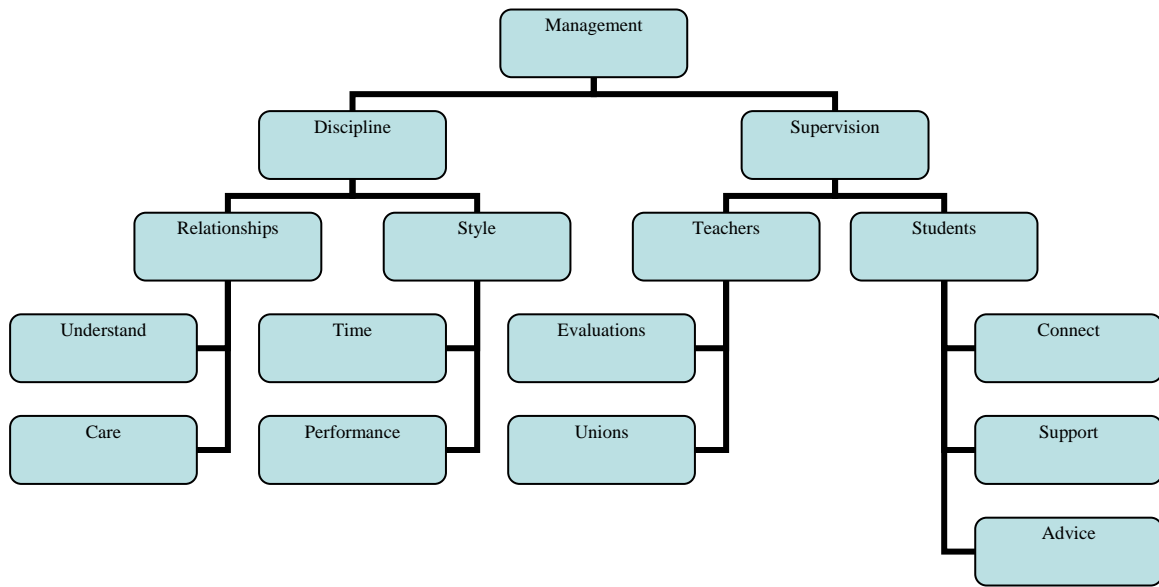 Management
Discipline
Supervision
Relationships
Style
Teachers
Students
Understand
Time
Evaluations
Connect
Care
Performance
Unions
Support
Advice